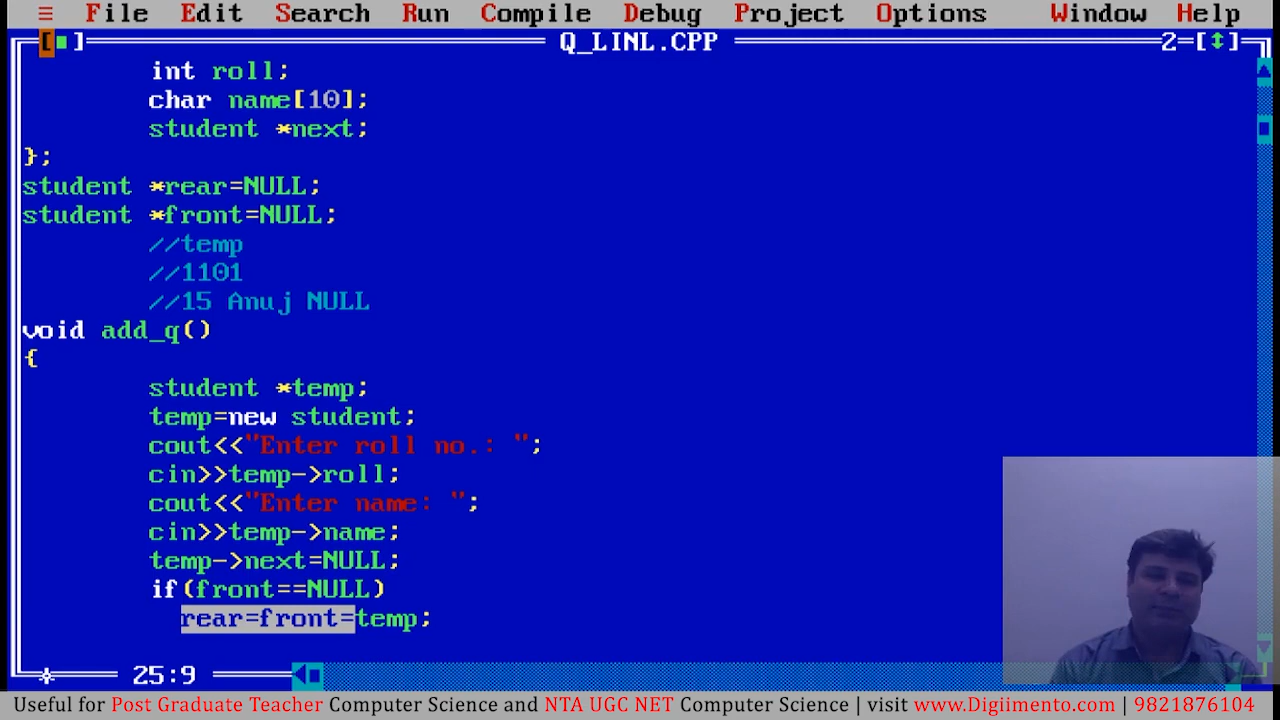 ≡ File Edit Search Run Compile Debug Project Options Window Help
[■] Q_LINL.CPP 2=[↕]
int roll;
char name[10];
student *next;
};
student *rear=NULL;
student *front=NULL;
//temp
//1101
//15 Anuj NULL
void add_q()
{
student *temp;
temp=new student;
cout<<"Enter roll no.: ";
cin>>temp->roll;
cout<<"Enter name: ";
cin>>temp->name;
temp->next=NULL;
if(front==NULL)
rear=front=temp;
25:9
Useful for Post Graduate Teacher Computer Science and NTA UGC NET Computer Science | visit www.Digiimento.com | 9821876104